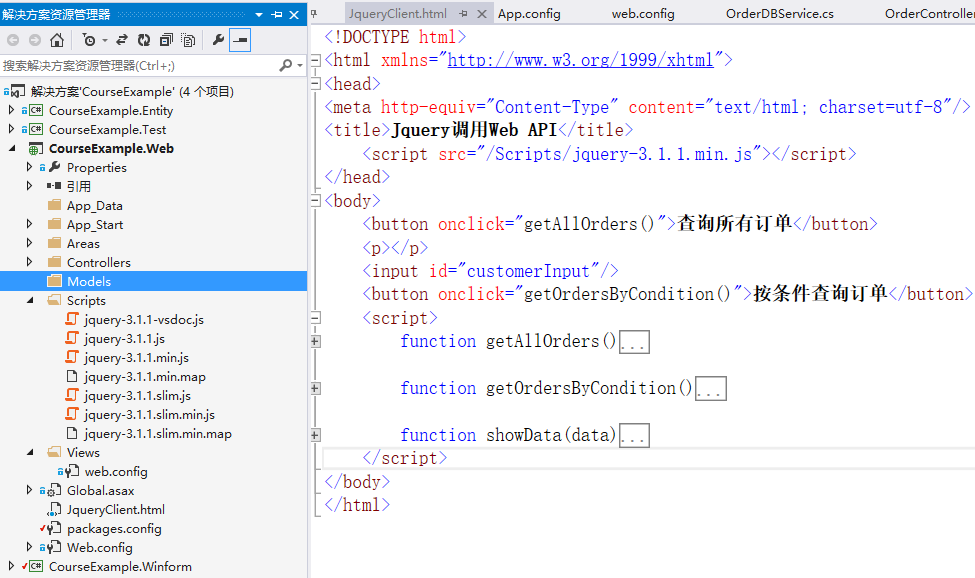 解决方案资源管理器
搜索解决方案资源管理器(Ctrl+;)
解决方案'CourseExample' (4 个项目)
CourseExample.Entity
CourseExample.Test
CourseExample.Web
Properties
引用
App_Data
App_Start
Areas
Controllers
Models
Scripts
jquery-3.1.1-vsdoc.js
jquery-3.1.1.js
jquery-3.1.1.min.js
jquery-3.1.1.min.map
jquery-3.1.1.slim.js
jquery-3.1.1.slim.min.js
jquery-3.1.1.slim.min.map
Views
web.config
Global.asax
JqueryClient.html
packages.config
Web.config
CourseExample.Winform
JqueryClient.html App.config web.config OrderDBService.cs OrderController
<!DOCTYPE html>
<html xmlns="http://www.w3.org/1999/xhtml">
<head>
<meta http-equiv="Content-Type" content="text/html; charset=utf-8"/>
<title>Jquery调用Web API</title>
<script src="/Scripts/jquery-3.1.1.min.js"></script>
</head>
<body>
<button onclick="getAllOrders()">查询所有订单</button>
<p></p>
<input id="customerInput"/>
<button onclick="getOrdersByCondition()">按条件查询订单</button>
<script>
function getAllOrders()...
function getOrdersByCondition()...
function showData(data)...
</script>
</body>
</html>